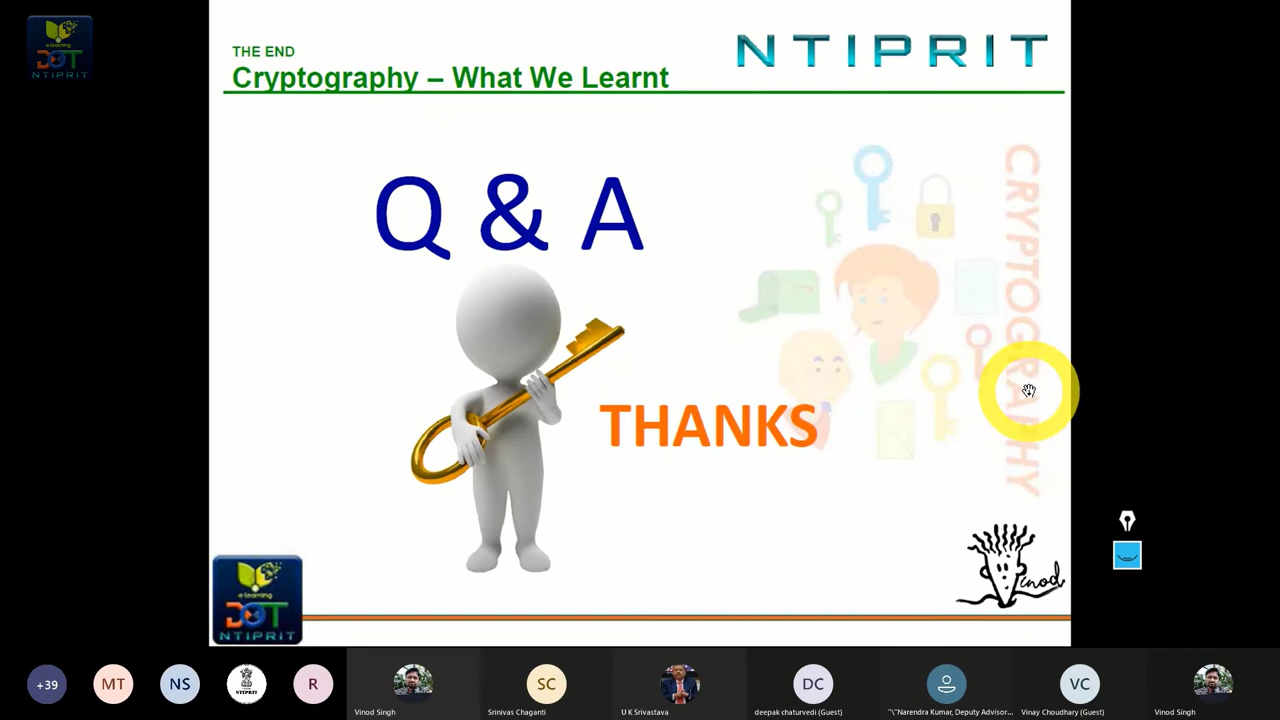 e-learning
DOT
NTIPRIT
THE END
Cryptography – What We Learnt
NTIPRIT
Q & A
CRYPTOGRAPHY
THANKS
inod
e-learning
DOT
NTIPRIT
+39
MT
NS
NTIPRIT
R
SC
DC
VC
Vinod Singh
Srinivas Chaganti
U K Srivastava
deepak chaturvedi (Guest)
"\"Narendra Kumar, Deputy Advisor...
Vinay Choudhary (Guest)
Vinod Singh